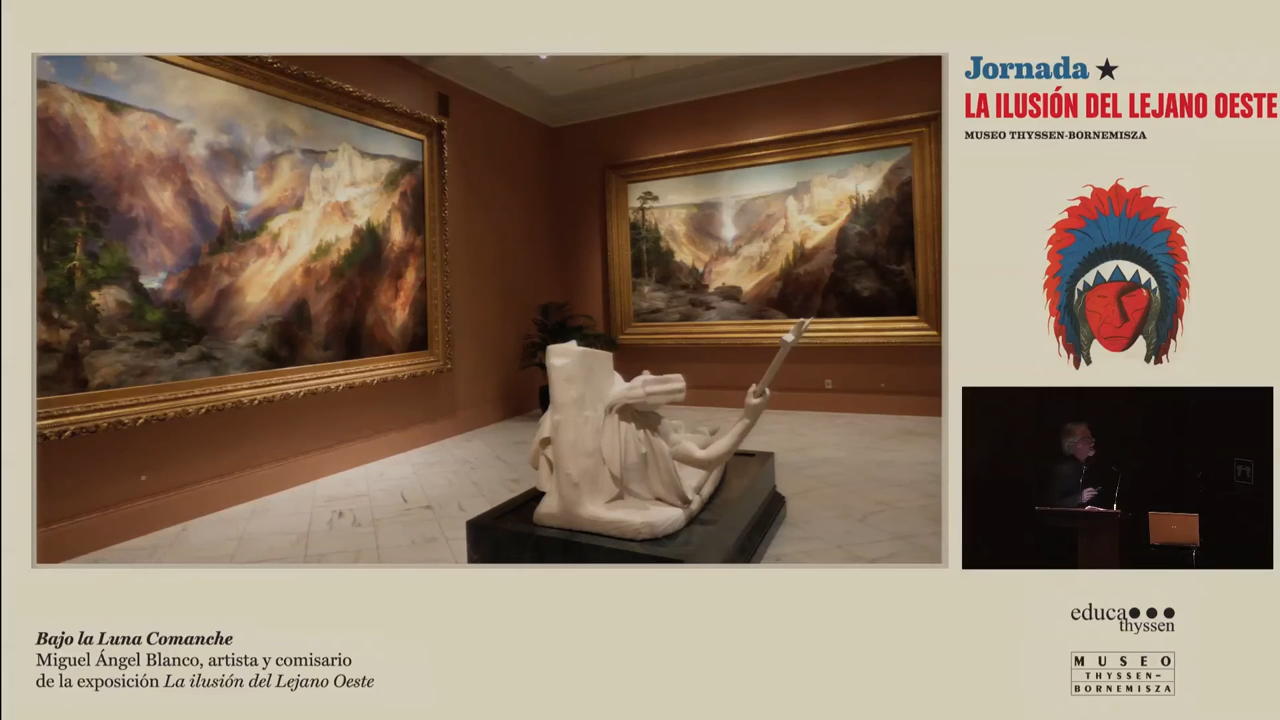 Jornada ★
LA ILUSIÓN DEL LEJANO OESTE
MUSEO THYSSEN-BORNEMISZA
Bajo la Luna Comanche
Miguel Ángel Blanco, artista y comisario
de la exposición La ilusión del Lejano Oeste
educa●●●
thyssen
MUSEO
THYSSEN-
BORNEMISZA